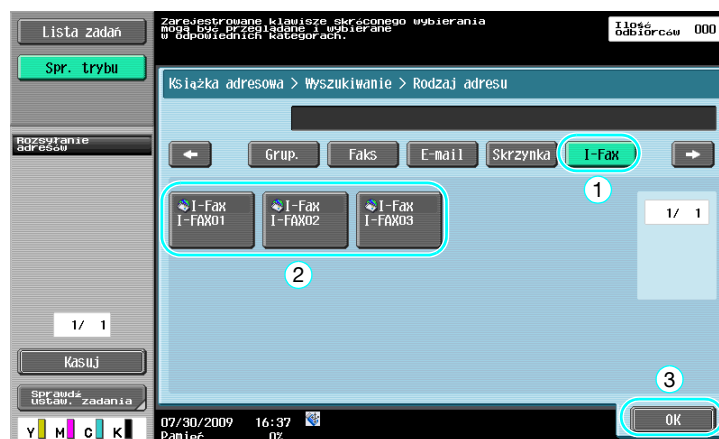 Lista zadań
Zarejestrowane klawisze skróconego wybierania
mogą być przeglądane i wybierane
w odpowiednich kategorach.
Ilość
odbiorców 000
Spr. trybu
Książka adresowa > Wyszukiwanie > Rodzaj adresu
Rozsyłanie
adresów
Grup.
Faks
E-mail
Skrzynka
I-Fax
1
I-Fax
I-FAX01
I-Fax
I-FAX02
I-Fax
I-FAX03
1/ 1
2
1/ 1
Kasuj
3
Sprawdź
ustaw. zadania
OK
Y M C K
07/30/2009 16:37
Pamięć 0%